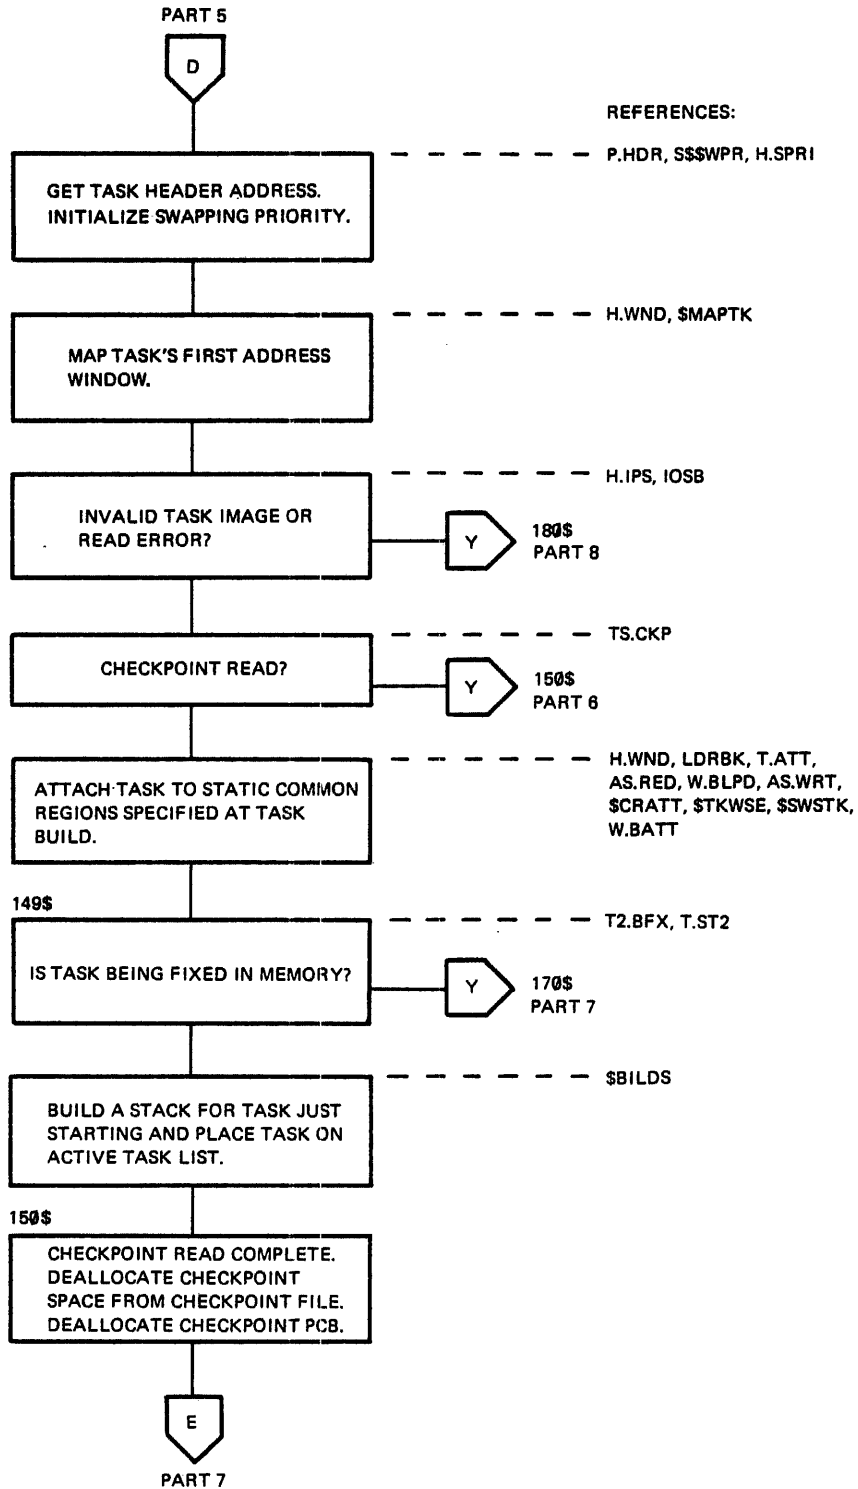 PART 5
D
REFERENCES:
P.HDR, S$$WPR, H.SPRI
GET TASK HEADER ADDRESS.
INITIALIZE SWAPPING PRIORITY.
H.WND, $MAPTK
MAP TASK'S FIRST ADDRESS
WINDOW.
H.IPS, IOSB
INVALID TASK IMAGE OR
READ ERROR?
Y
180$
PART 8
TS.CKP
CHECKPOINT READ?
Y
150$
PART 6
H.WND, LDRBK, T.ATT,
AS.RED, W.BLPD, AS.WRT,
$CRATT, $TKWSE, $SWSTK,
W.BATT
ATTACH TASK TO STATIC COMMON
REGIONS SPECIFIED AT TASK
BUILD.
149$
T2.BFX, T.ST2
IS TASK BEING FIXED IN MEMORY?
Y
170$
PART 7
$BILDS
BUILD A STACK FOR TASK JUST
STARTING AND PLACE TASK ON
ACTIVE TASK LIST.
150$
CHECKPOINT READ COMPLETE.
DEALLOCATE CHECKPOINT
SPACE FROM CHECKPOINT FILE.
DEALLOCATE CHECKPOINT PCB.
E
PART 7